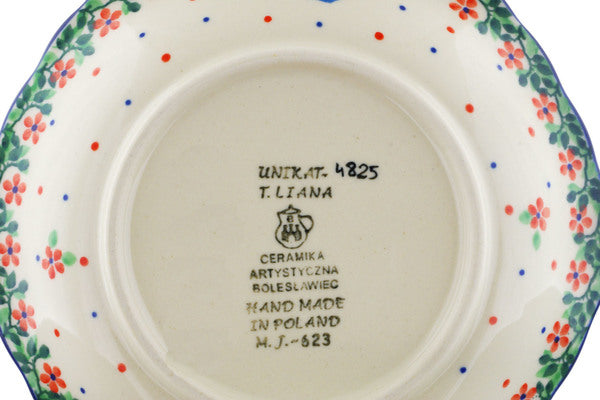 UNIKAT- 4825
T. LIANA
CERAMIKA
ARTYSTYCZNA
BOLESŁAWIEC
HAND MADE
IN POLAND
M. J. -623